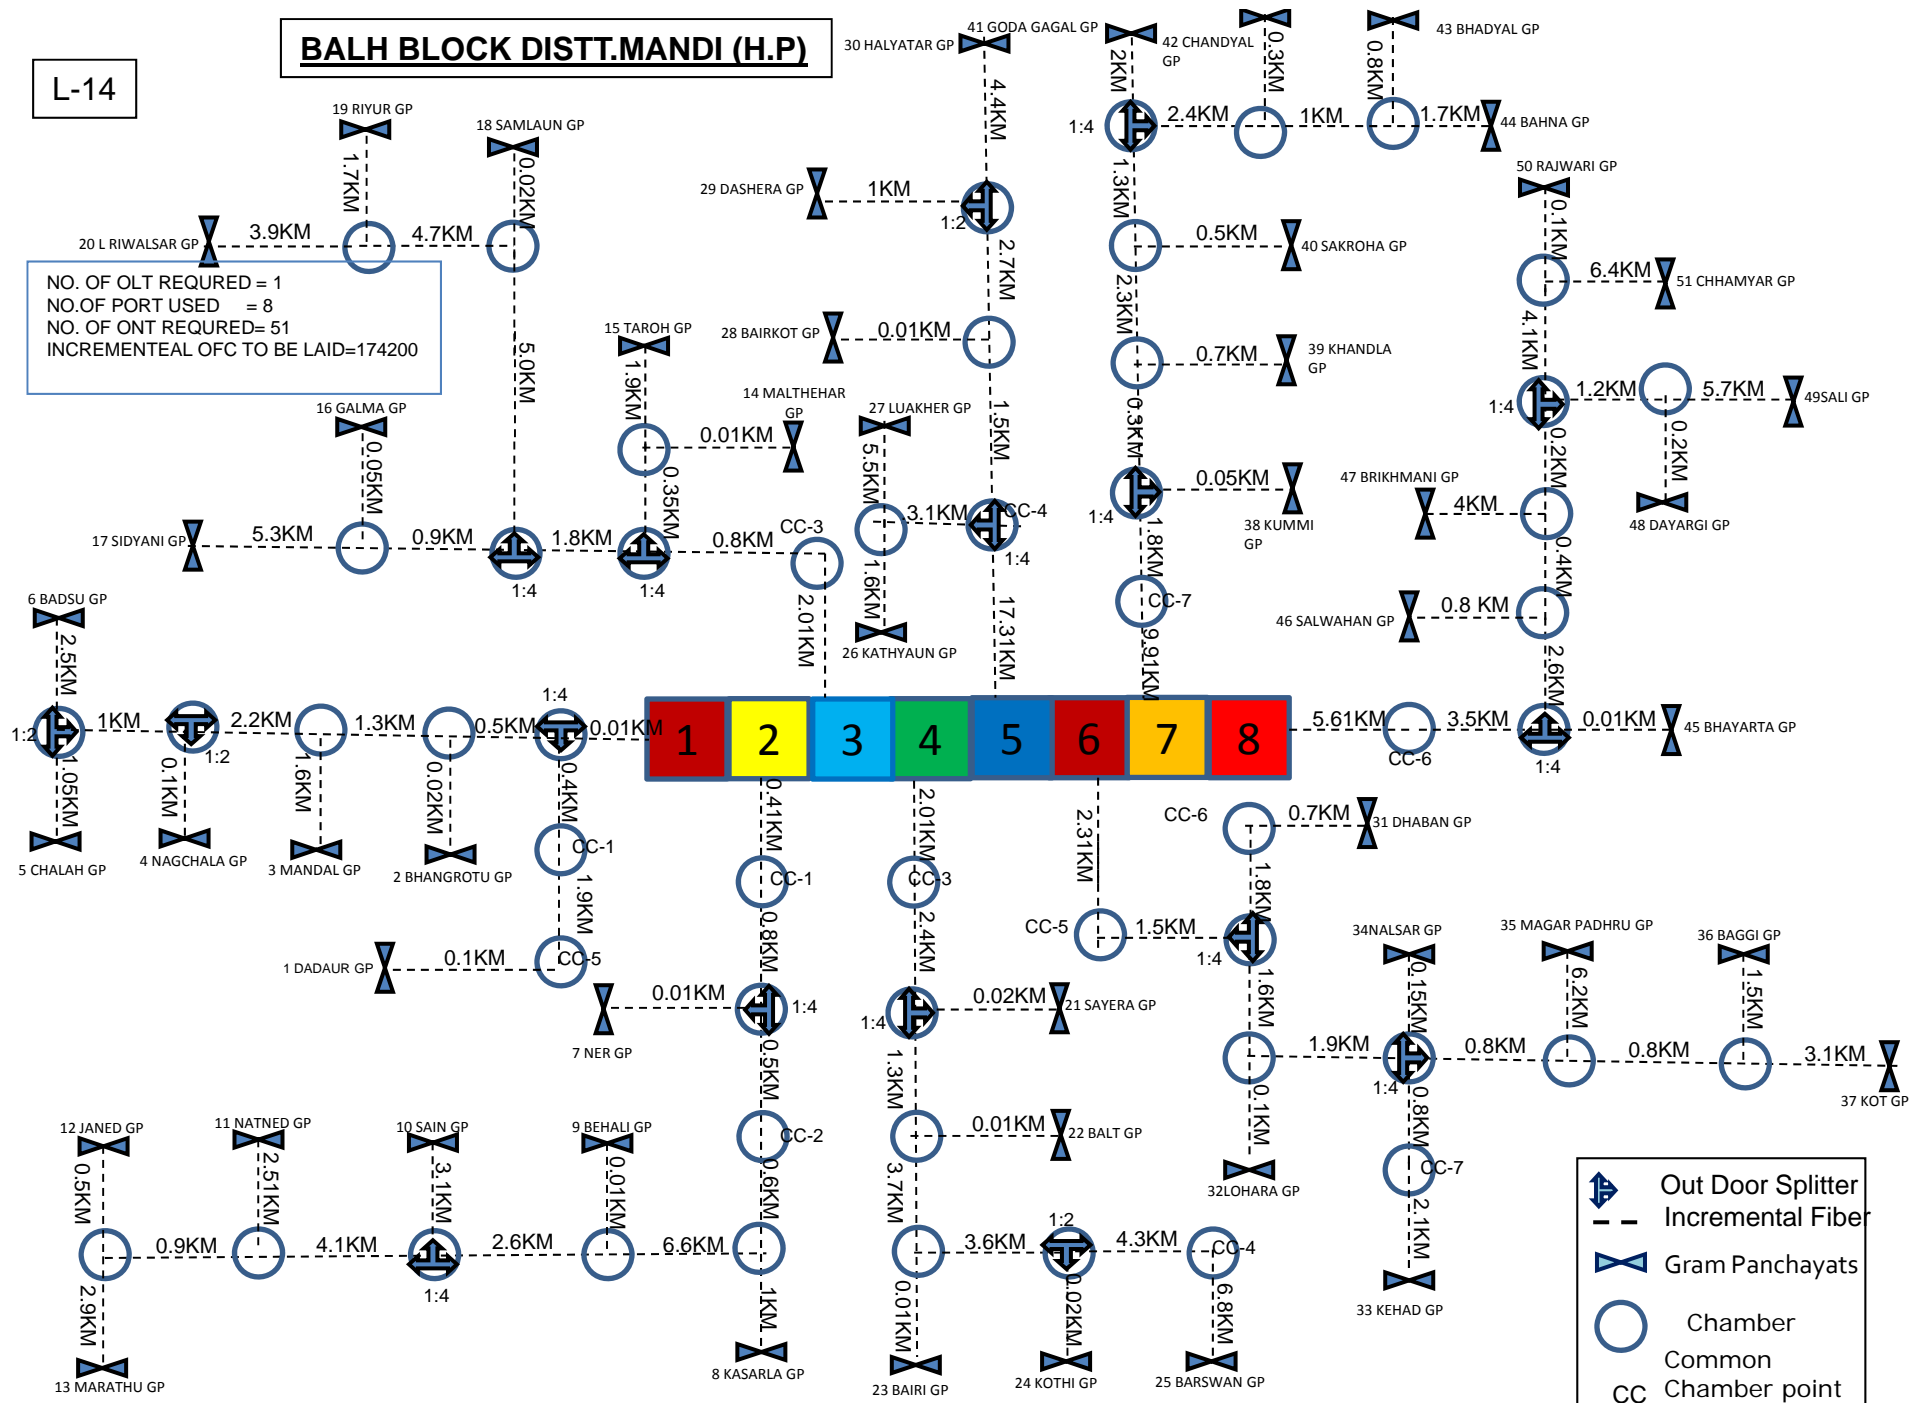 BALH BLOCK DISTT.MANDI (H.P)
L-14
NO. OF OLT REQURED = 1
NO.OF PORT USED = 8
NO. OF ONT REQURED= 51
INCREMENTEAL OFC TO BE LAID=174200
19 RIYUR GP
1.7KM
18 SAMLAUN GP
0.02KM
20 L RIWALSAR GP
3.9KM
4.7KM
5.0KM
15 TAROH GP
1.9KM
14 MALTHEHAR
GP
0.01KM
0.35KM
16 GALMA GP
0.05KM
17 SIDYANI GP
5.3KM
0.9KM
1:4
1.8KM
1:4
0.8KM
CC-3
2.01KM
30 HALYATAR GP
41 GODA GAGAL GP
4.4KM
29 DASHERA GP
1KM
1:2
2.7KM
28 BAIRKOT GP
0.01KM
1.5KM
27 LUAKHER GP
5.5KM
3.1KM
CC-4
1:4
1.6KM
26 KATHYAUN GP
17.31KM
42 CHANDYAL
GP
2KM
0.3KM
43 BHADYAL GP
0.8KM
1:4
2.4KM
1KM
1.7KM
44 BAHNA GP
1.3KM
0.5KM
40 SAKROHA GP
2.3KM
0.7KM
39 KHANDLA
GP
0.3KM
1:4
0.05KM
38 KUMMI
GP
1.8KM
CC-7
9.91KM
50 RAJWARI GP
0.1KM
6.4KM
51 CHHAMYAR GP
4.1KM
1:4
1.2KM
5.7KM
49SALI GP
0.2KM
48 DAYARGI GP
0.2KM
47 BRIKHMANI GP
4KM
0.4KM
46 SALWAHAN GP
0.8 KM
2.6KM
5.61KM
CC-6
3.5KM
1:4
0.01KM
45 BHAYARTA GP
6 BADSU GP
2.5KM
1:2
1KM
1.05KM
5 CHALAH GP
1:2
2.2KM
0.1KM
4 NAGCHALA GP
1.3KM
1.6KM
3 MANDAL GP
0.5KM
0.02KM
2 BHANGROTU GP
1:4
0.01KM
0.4KM
CC-1
1.9KM
CC-5
0.1KM
1 DADAUR GP
1 2 3 4 5 6 7 8
0.41KM
CC-1
0.8KM
0.01KM
7 NER GP
1:4
0.5KM
CC-2
0.6KM
1KM
8 KASARLA GP
6.6KM
9 BEHALI GP
0.01KM
2.6KM
10 SAIN GP
3.1KM
1:4
4.1KM
11 NATNED GP
2.51KM
0.9KM
12 JANED GP
0.5KM
2.9KM
13 MARATHU GP
2.01KM
CC-3
2.4KM
1:4
0.02KM
21 SAYERA GP
1.3KM
0.01KM
22 BALT GP
3.7KM
3.6KM
0.01KM
23 BAIRI GP
1:2
4.3KM
CC-4
0.02KM
24 KOTHI GP
6.8KM
25 BARSWAN GP
2.31KM
CC-5
1.5KM
1:4
CC-6
0.7KM
31 DHABAN GP
1.8KM
1.6KM
1.9KM
0.1KM
32LOHARA GP
34NALSAR GP
0.15KM
1:4
0.8KM
CC-7
2.1KM
33 KEHAD GP
0.8KM
35 MAGAR PADHRU GP
6.2KM
0.8KM
36 BAGGI GP
1.5KM
3.1KM
37 KOT GP
Out Door Splitter
Incremental Fiber
Gram Panchayats
Chamber
Common
CC Chamber point